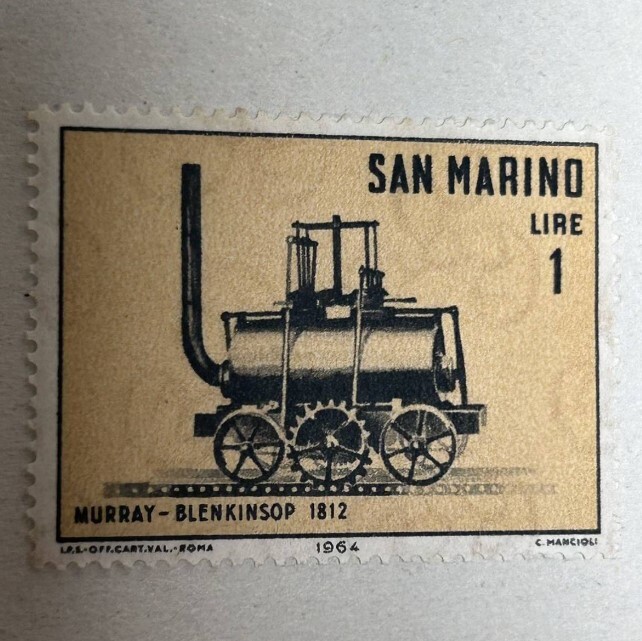 SAN MARINO
LIRE
1
MURRAY-BLENKINSOP 1812
I.P.S.-OFF.CART.VAL.-ROMA 1964 C. MANCIOLI